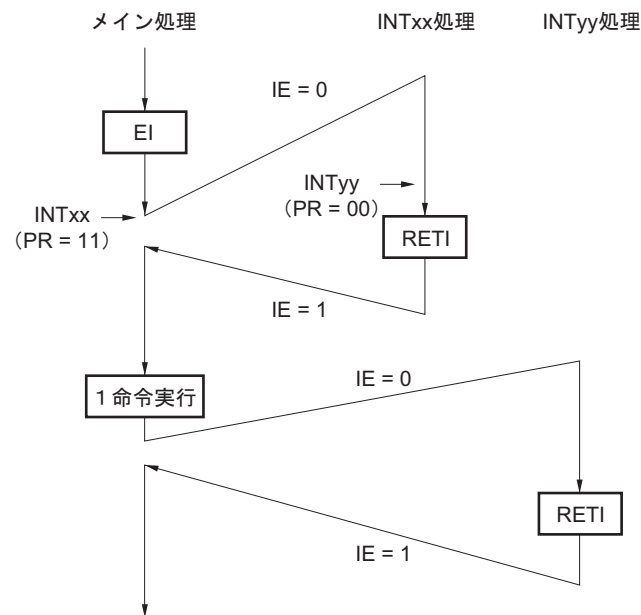 メイン処理
INTxx処理
INTyy処理
IE = 0
EI
INTyy
(PR = 00)
INTxx
(PR = 11)
RETI
IE = 1
IE = 0
1命令実行
RETI
IE = 1